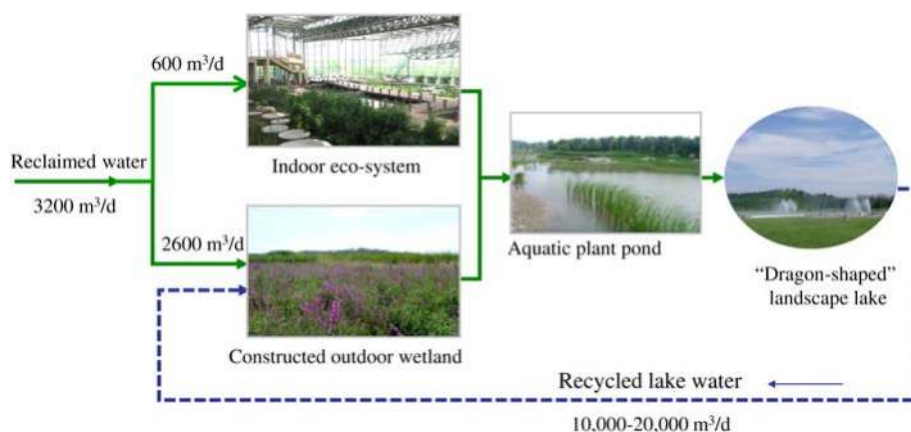 600 m³/d
Indoor eco-system
Reclaimed water
3200 m³/d
2600 m³/d
Constructed outdoor wetland
Aquatic plant pond
“Dragon-shaped”
landscape lake
Recycled lake water
10,000-20,000 m³/d